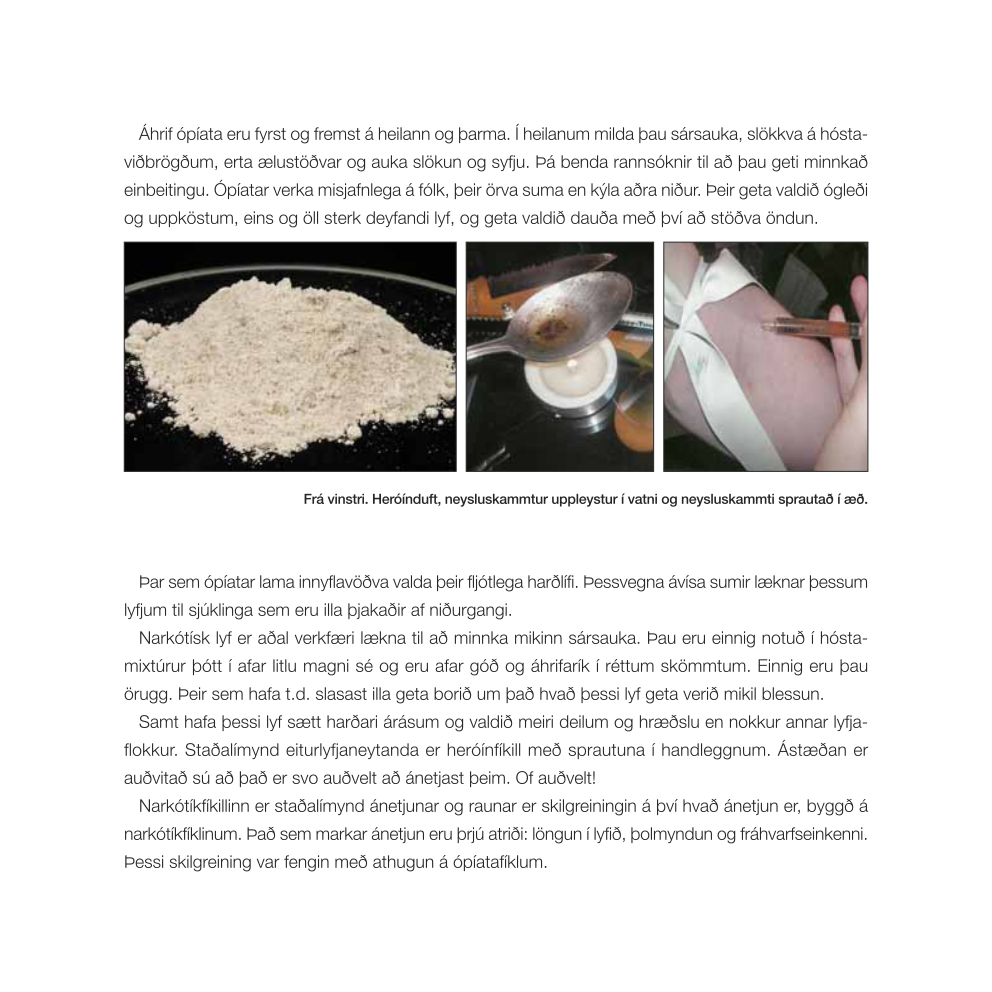 Áhrif ópíata eru fyrst og fremst á heilann og þarma. Í heilanum milda þau sársauka, slökkva á hósta-
viðbrögðum, erta ælustöðvar og auka slökun og syfju. Þá benda rannsóknir til að þau geti minnkað
einbeitingu. Ópíatar verka misjafnlega á fólk, þeir örva suma en kýla aðra niður. Þeir geta valdið ógleði
og uppköstum, eins og öll sterk deyfandi lyf, og geta valdið dauða með því að stöðva öndun.
Frá vinstri. Heróínduft, neysluskammtur uppleystur í vatni og neysluskammti sprautað í æð.
Þar sem ópíatar lama innyflavöðva valda þeir fljótlega harðlífi. Þessvegna ávísa sumir læknar þessum
lyfjum til sjúklinga sem eru illa þjakaðir af niðurgangi.
Narkótísk lyf er aðal verkfæri lækna til að minnka mikinn sársauka. Þau eru einnig notuð í hósta-
mixtúrur þótt í afar litlu magni sé og eru afar góð og áhrifarík í réttum skömmtum. Einnig eru þau
örugg. Þeir sem hafa t.d. slasast illa geta borið um það hvað þessi lyf geta verið mikil blessun.
Samt hafa þessi lyf sætt harðari árásum og valdið meiri deilum og hræðslu en nokkur annar lyfja-
flokkur. Staðalímynd eiturlyfjaneytanda er heróínfíkill með sprautuna í handleggnum. Ástæðan er
auðvitað sú að það er svo auðvelt að ánetjast þeim. Of auðvelt!
Narkótíkfíkillinn er staðalímynd ánetjunar og raunar er skilgreiningin á því hvað ánetjun er, byggð á
narkótíkfíklinum. Það sem markar ánetjun eru þrjú atriði: löngun í lyfið, þolmyndun og fráhvarfseinkenni.
Þessi skilgreining var fengin með athugun á ópíatafíklum.